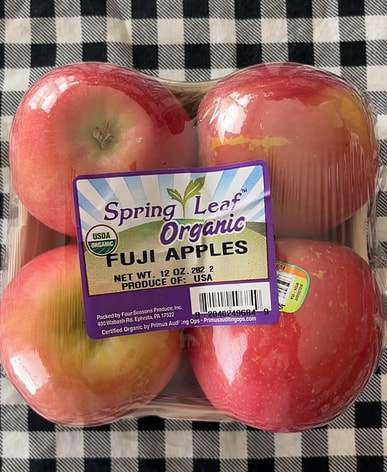 Spring Leaf™
Organic
USDA
ORGANIC
FUJI APPLES
NET WT. 12 OZ. 282 2
PRODUCE OF: USA
Packed by Four Seasons Produce, Inc.
400 Wabash Rd. Ephrata, PA 17522
Certified Organic by Primus Auditing Ops • Primusauditingops.com